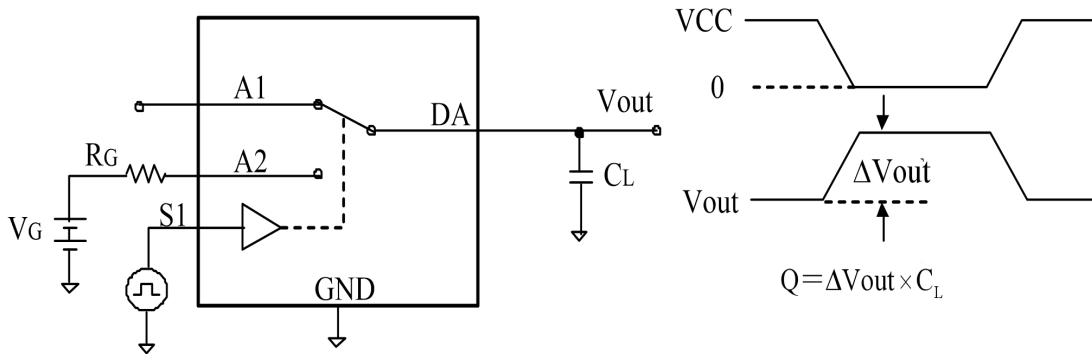 A1
DA
Vout
RG
A2
CL
S1
VG
GND
VCC
0
ΔVout
Vout
Q=ΔVout×CL